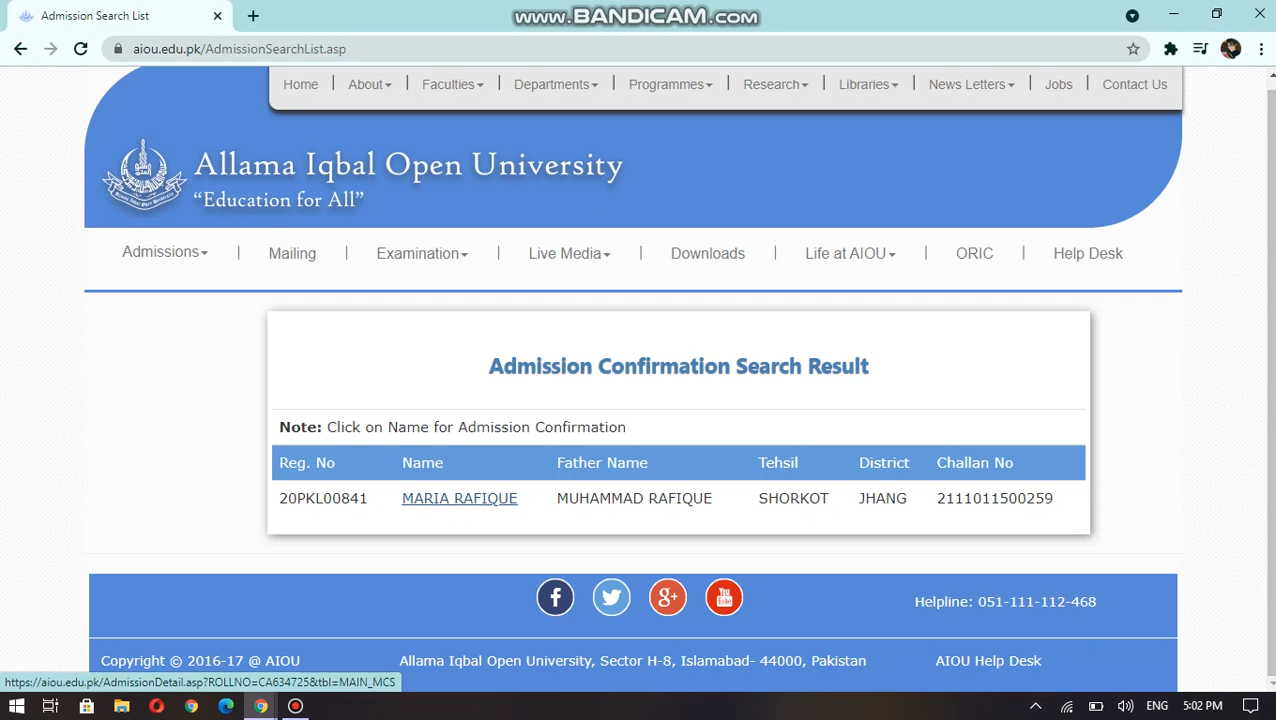 Admission Search List
www.BANDICAM.com
aiou.edu.pk/AdmissionSearchList.asp
Home | About | Faculties | Departments | Programmes | Research | Libraries | News Letters | Jobs | Contact Us
Allama Iqbal Open University
“Education for All”
Admissions | Mailing | Examination | Live Media | Downloads | Life at AIOU | ORIC | Help Desk
Admission Confirmation Search Result
Note: Click on Name for Admission Confirmation
Reg. No Name Father Name Tehsil District Challan No
20PKL00841 MARIA RAFIQUE MUHAMMAD RAFIQUE SHORKOT JHANG 2111011500259
f g+ You Tube
Helpline: 051-111-112-468
Copyright © 2016-17 @ AIOU Allama Iqbal Open University, Sector H-8, Islamabad- 44000, Pakistan AIOU Help Desk
https://aiou.edu.pk/AdmissionDetail.asp?ROLLNO=CA634725&tbl=MAIN_MCS
ENG 5:02 PM